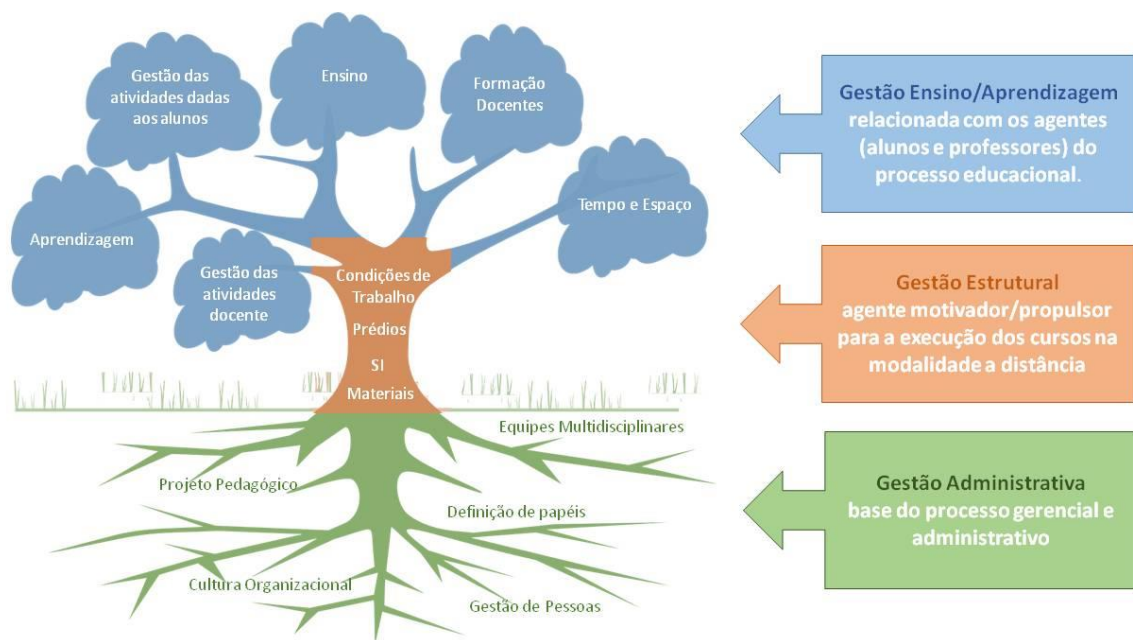 Gestão das
atividades dadas
aos alunos
Ensino
Formação
Docentes
Aprendizagem
Tempo e Espaço
Gestão das
atividades
docente
Condições de
Trabalho
Prédios
SI
Materiais
Equipes Multidisciplinares
Projeto Pedagógico
Definição de papéis
Cultura Organizacional
Gestão de Pessoas
Gestão Ensino/Aprendizagem
relacionada com os agentes
(alunos e professores) do
processo educacional.
Gestão Estrutural
agente motivador/propulsor
para a execução dos cursos na
modalidade a distância
Gestão Administrativa
base do processo gerencial e
administrativo